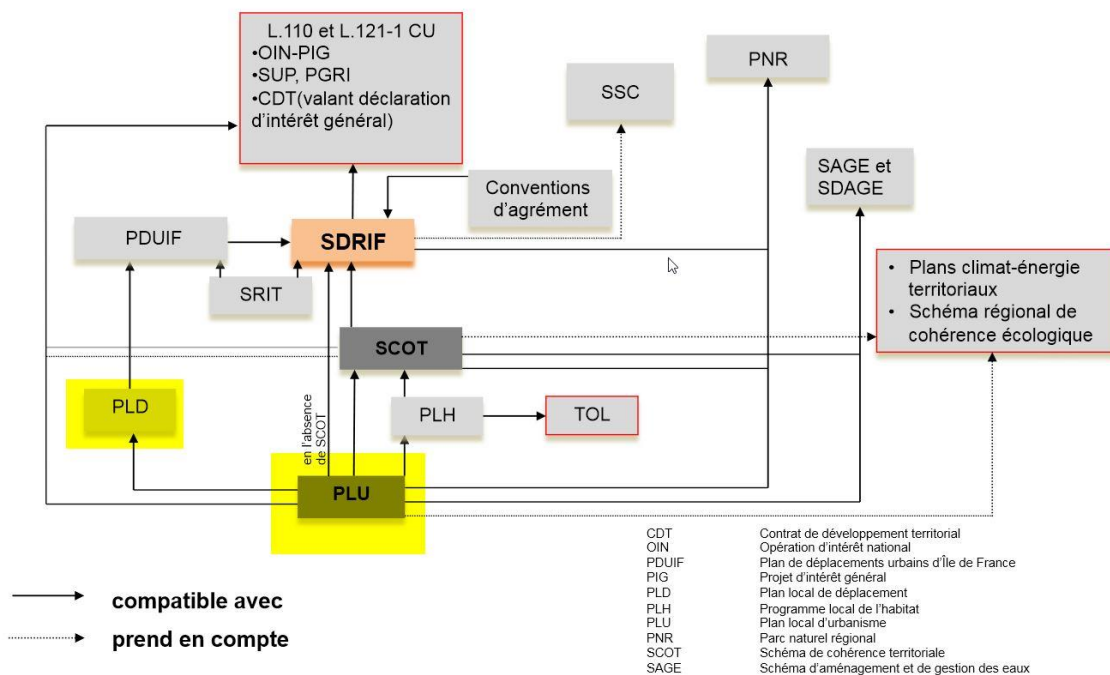 L.110 et L.121-1 CU
•OIN-PIG
•SUP, PGRI
•CDT(valant déclaration
d'intérêt général)
PNR
SSC
SAGE et
SDAGE
Conventions
d'agrément
PDUIF
SDRIF
SRIT
• Plans climat-énergie
territoriaux
• Schéma régional de
cohérence écologique
SCOT
PLD
en l'absence
de SCOT
PLH
TOL
PLU
compatible avec
prend en compte
CDT Contrat de développement territorial
OIN Opération d'intérêt national
PDUIF Plan de déplacements urbains d'Île de France
PIG Projet d'intérêt général
PLD Plan local de déplacement
PLH Programme local de l'habitat
PLU Plan local d'urbanisme
PNR Parc naturel régional
SCOT Schéma de cohérence territoriale
SAGE Schéma d'aménagement et de gestion des eaux